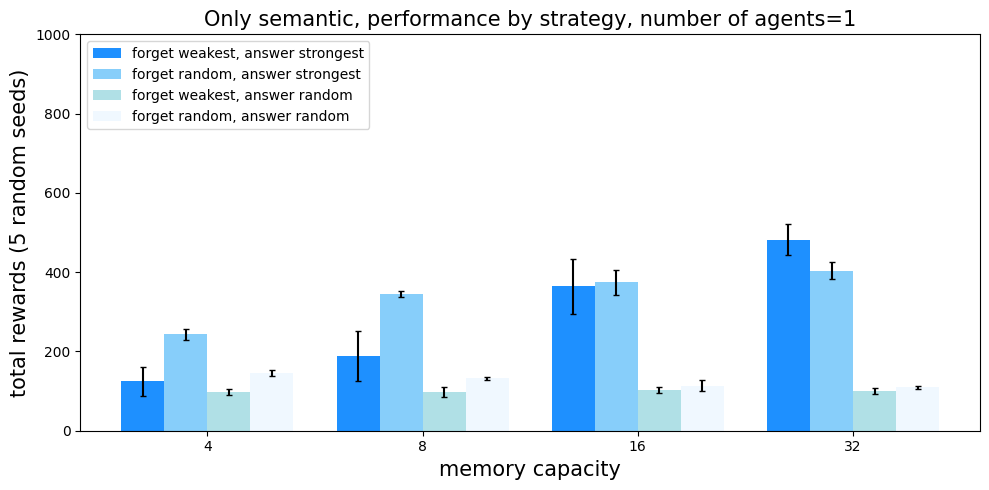 Only semantic, performance by strategy, number of agents=1
total rewards (5 random seeds)
1000
800
600
400
200
0
forget weakest, answer strongest
forget random, answer strongest
forget weakest, answer random
forget random, answer random
4
8
16
32
memory capacity